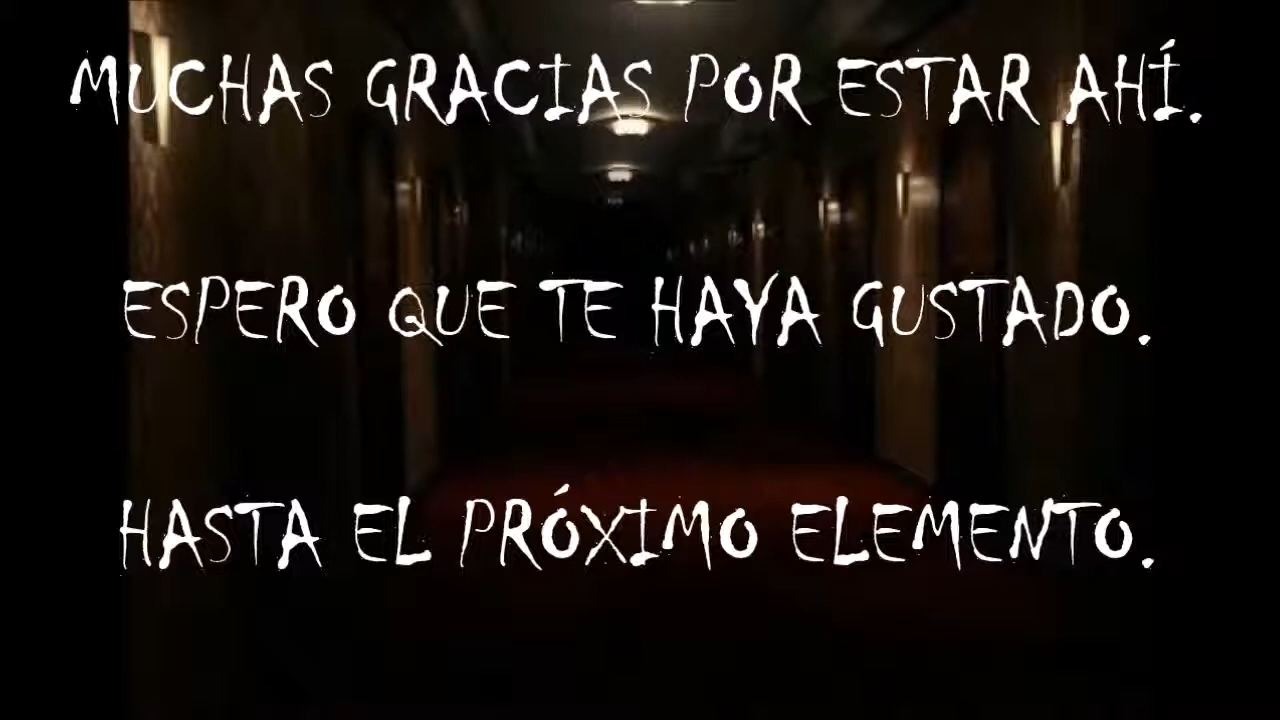 MUCHAS GRACIAS POR ESTAR AHÍ.
ESPERO QUE TE HAYA GUSTADO.
HASTA EL PRÓXIMO ELEMENTO.